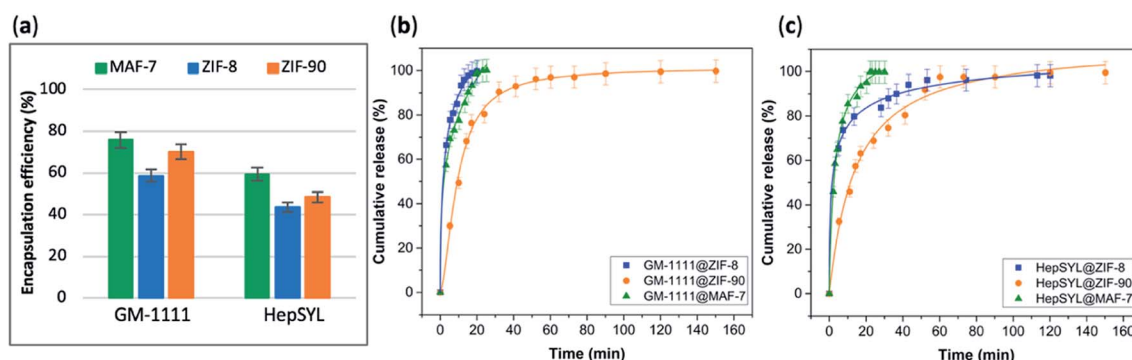 (a)
MAF-7 ZIF-8 ZIF-90
Encapsulation efficiency (%)
100
80
60
40
20
0
GM-1111 HepSYL
(b)
Cumulative release (%)
100
80
60
40
20
0
GM-1111@ZIF-8
GM-1111@ZIF-90
GM-1111@MAF-7
0 20 40 60 80 100 120 140 160
Time (min)
(c)
Cumulative release (%)
100
80
60
40
20
0
HepSYL@ZIF-8
HepSYL@ZIF-90
HepSYL@MAF-7
0 20 40 60 80 100 120 140 160
Time (min)